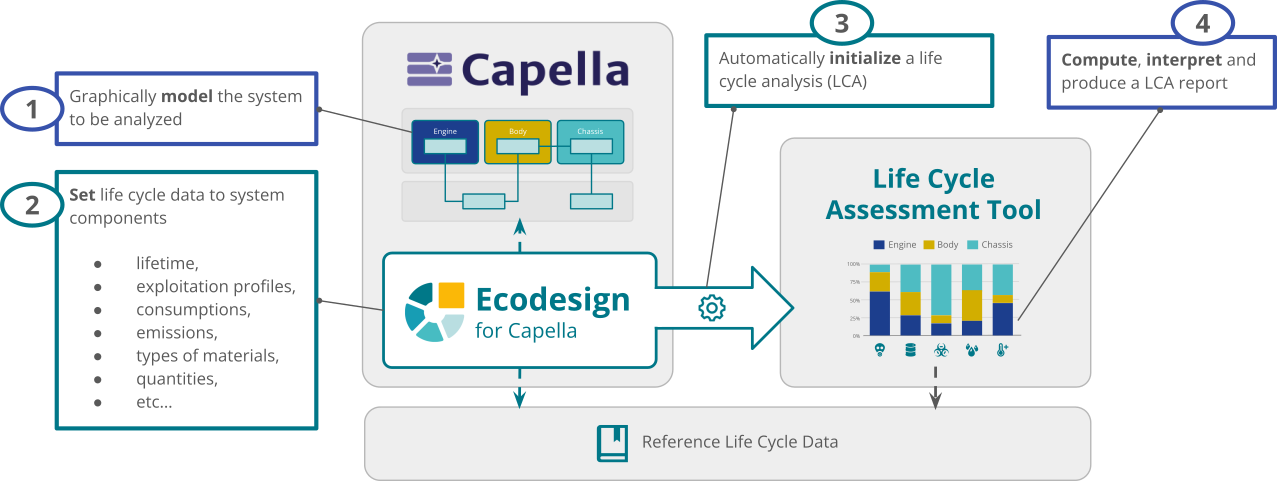 1
Graphically model the system
to be analyzed
2
Set life cycle data to system
components
● lifetime,
● exploitation profiles,
● consumptions,
● emissions,
● types of materials,
● quantities,
● etc...
Capella
Engine
Body
Chassis
Ecodesign
for Capella
3
Automatically initialize a life
cycle analysis (LCA)
4
Compute, interpret and
produce a LCA report
Life Cycle
Assessment Tool
Engine Body Chassis
100%
75%
50%
25%
0%
Reference Life Cycle Data